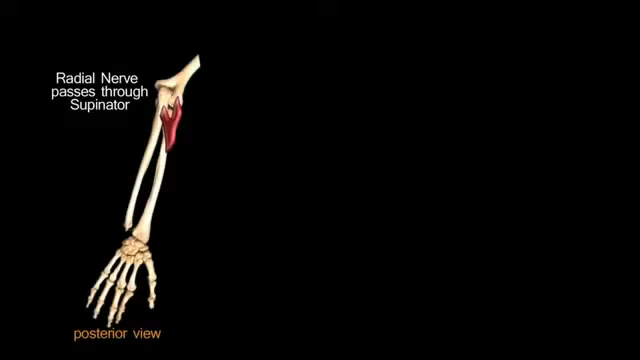 Radial Nerve
passes through
Supinator
posterior view